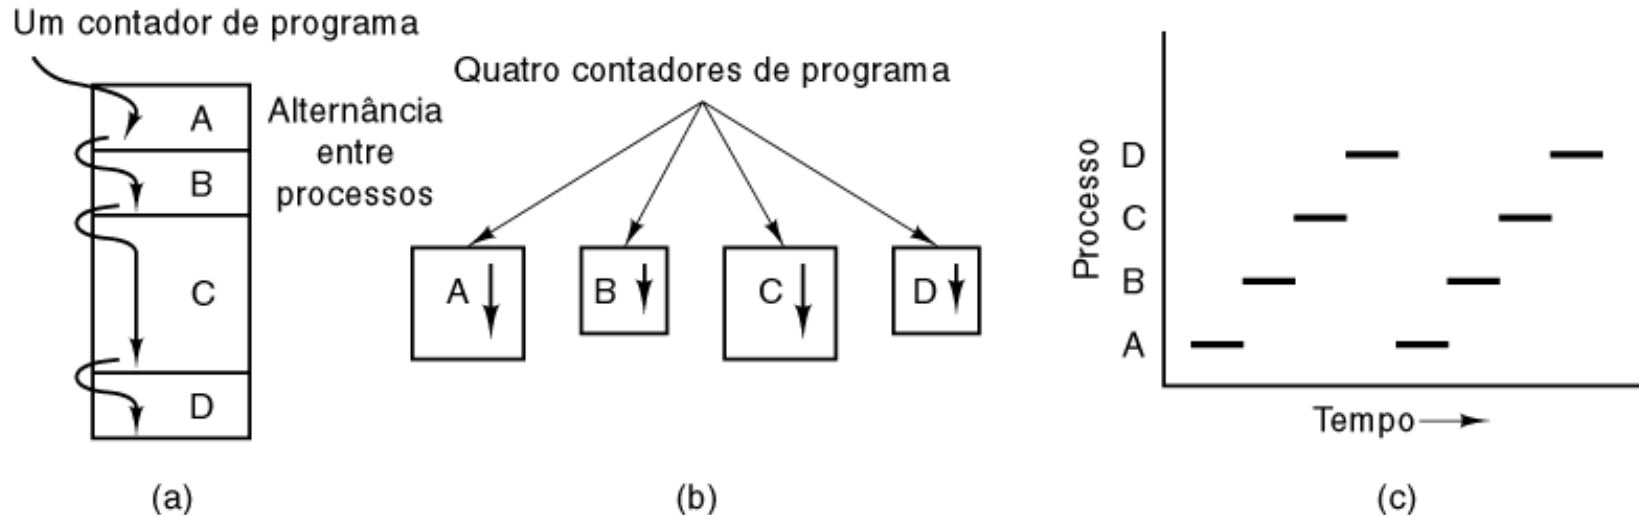 Um contador de programa
A
B
C
D
Alternância
entre
processos
(a)
Quatro contadores de programa
A
B
C
D
(b)
Processo
D
C
B
A
Tempo
(c)